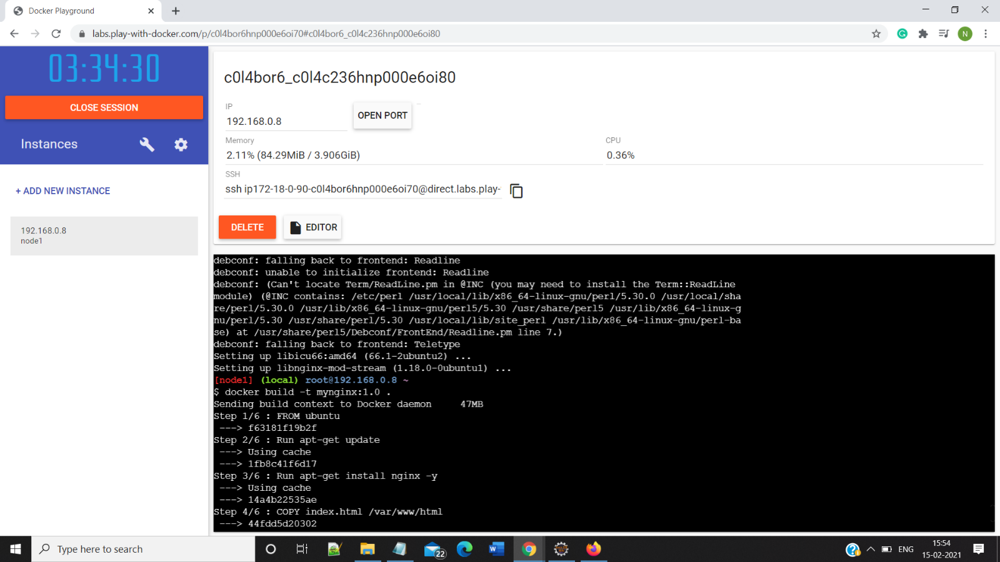 Docker Playground
labs.play-with-docker.com/p/c0l4bor6hnp000e6oi70#c0l4bor6_c0l4c236hnp000e6oi80
N
03:34:30
CLOSE SESSION
Instances
+ ADD NEW INSTANCE
192.168.0.8
node1
c0l4bor6_c0l4c236hnp000e6oi80
IP
192.168.0.8
OPEN PORT
Memory
2.11% (84.29MiB / 3.906GiB)
CPU
0.36%
SSH
ssh ip172-18-0-90-c0l4bor6hnp000e6oi70@direct.labs.play-
DELETE
EDITOR
debconf: falling back to frontend: Readline
debconf: unable to initialize frontend: Readline
debconf: (Can't locate Term/ReadLine.pm in @INC (you may need to install the Term::ReadLine
module) (@INC contains: /etc/perl /usr/local/lib/x86_64-linux-gnu/perl/5.30.0 /usr/local/sha
re/perl/5.30.0 /usr/lib/x86_64-linux-gnu/perl5/5.30 /usr/share/perl5 /usr/lib/x86_64-linux-g
nu/perl/5.30 /usr/share/perl/5.30 /usr/local/lib/site_perl /usr/lib/x86_64-linux-gnu/perl-ba
se) at /usr/share/perl5/Debconf/FrontEnd/Readline.pm line 7.)
debconf: falling back to frontend: Teletype
Setting up libicu66:amd64 (66.1-2ubuntu2) ...
Setting up libnginx-mod-stream (1.18.0-0ubuntu1) ...
[node1] (local) root@192.168.0.8 ~
$ docker build -t mynginx:1.0 .
Sending build context to Docker daemon 47MB
Step 1/6 : FROM ubuntu
---> f63181f19b2f
Step 2/6 : Run apt-get update
---> Using cache
---> 1fb8c41f6d17
Step 3/6 : Run apt-get install nginx -y
---> Using cache
---> 14a4b22535ae
Step 4/6 : COPY index.html /var/www/html
---> 44fdd5d20302
Type here to search
22
W
ENG
15:54
15-02-2021